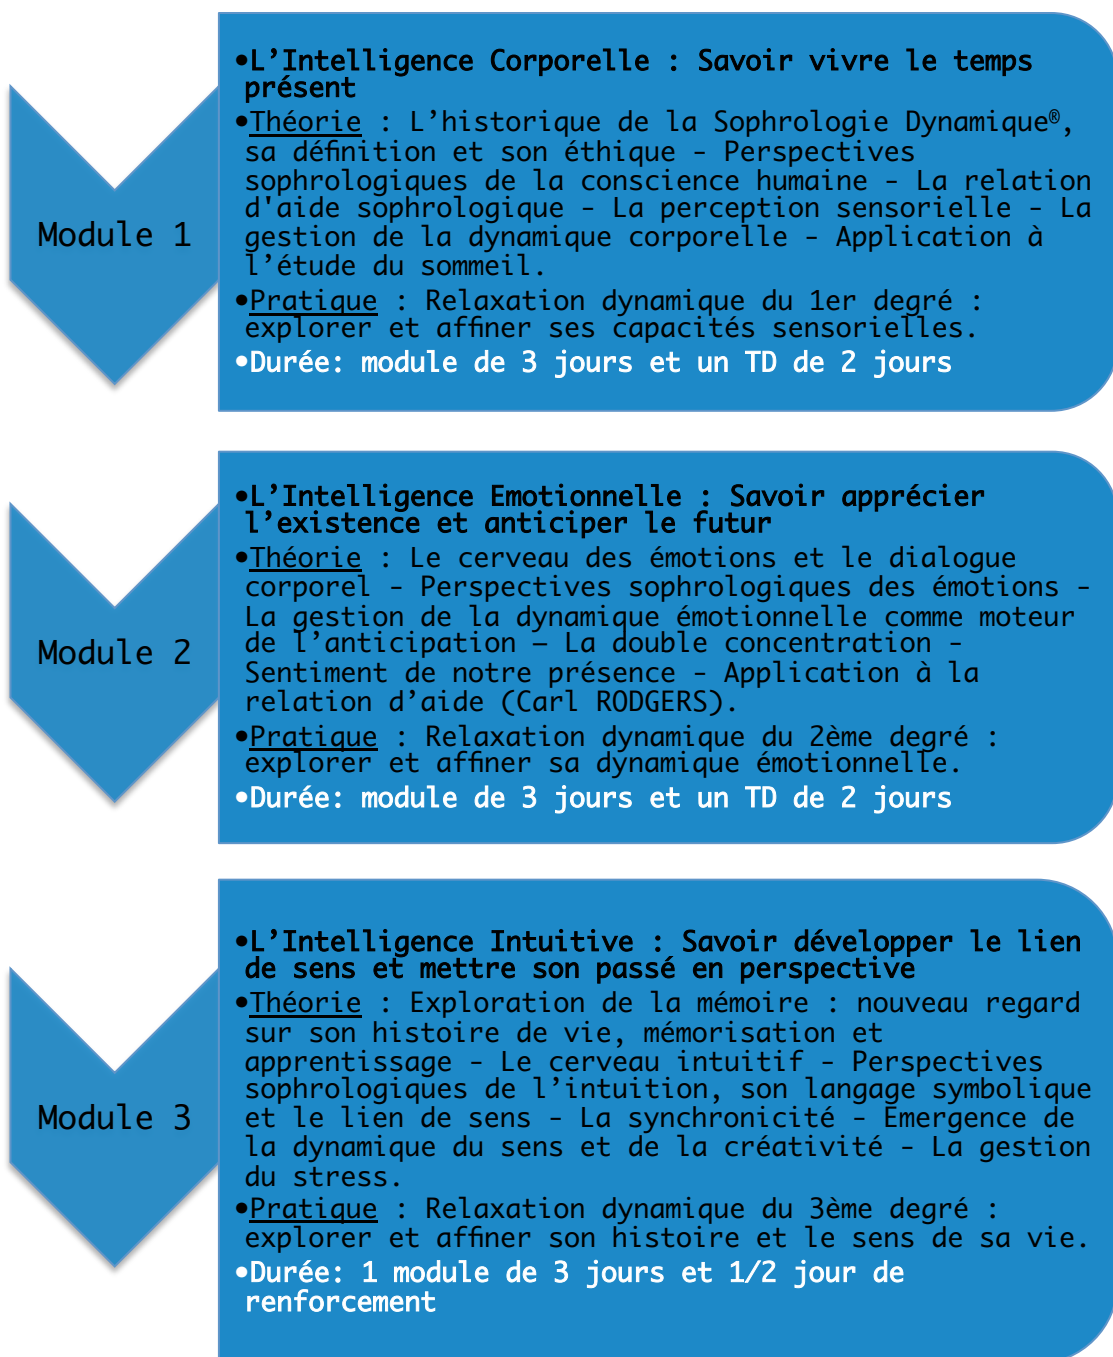 Module 1
•L’Intelligence Corporelle : Savoir vivre le temps
présent
•Théorie : L’historique de la Sophrologie Dynamique®,
sa définition et son éthique - Perspectives
sophrologiques de la conscience humaine - La relation
d'aide sophrologique - La perception sensorielle - La
gestion de la dynamique corporelle - Application à
l’étude du sommeil.
•Pratique : Relaxation dynamique du 1er degré :
explorer et affiner ses capacités sensorielles.
•Durée: module de 3 jours et un TD de 2 jours
Module 2
•L’Intelligence Emotionnelle : Savoir apprécier
l’existence et anticiper le futur
•Théorie : Le cerveau des émotions et le dialogue
corporel - Perspectives sophrologiques des émotions -
La gestion de la dynamique émotionnelle comme moteur
de l’anticipation – La double concentration -
Sentiment de notre présence - Application à la
relation d’aide (Carl RODGERS).
•Pratique : Relaxation dynamique du 2ème degré :
explorer et affiner sa dynamique émotionnelle.
•Durée: module de 3 jours et un TD de 2 jours
Module 3
•L’Intelligence Intuitive : Savoir développer le lien
de sens et mettre son passé en perspective
•Théorie : Exploration de la mémoire : nouveau regard
sur son histoire de vie, mémorisation et
apprentissage - Le cerveau intuitif - Perspectives
sophrologiques de l’intuition, son langage symbolique
et le lien de sens - La synchronicité - Emergence de
la dynamique du sens et de la créativité - La gestion
du stress.
•Pratique : Relaxation dynamique du 3ème degré :
explorer et affiner son histoire et le sens de sa vie.
•Durée: 1 module de 3 jours et 1/2 jour de
renforcement